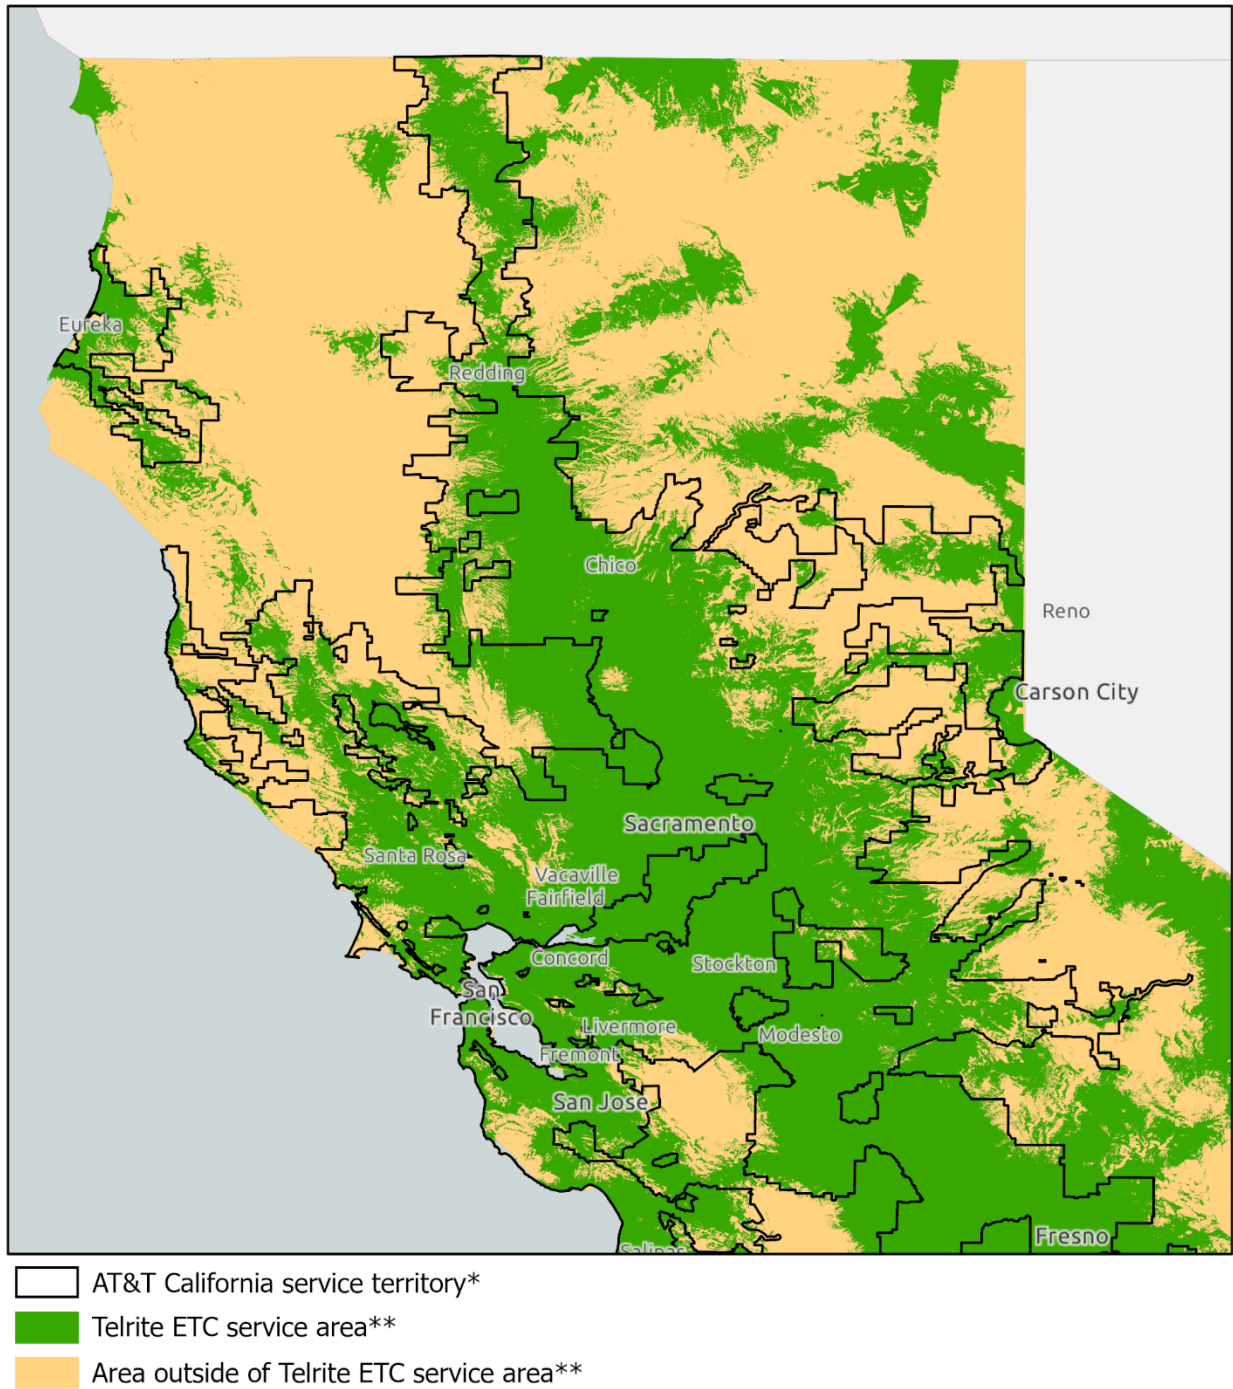 Eureka
Redding
Chico
Reno
Carson City
Sacramento
Santa Rosa
Vacaville
Fairfield
Concord
Stockton
San
Francisco
Livermore
Modesto
Fremont
San Jose
Fresno
Salinas
AT&T California service territory*
Telrite ETC service area**
Area outside of Telrite ETC service area**